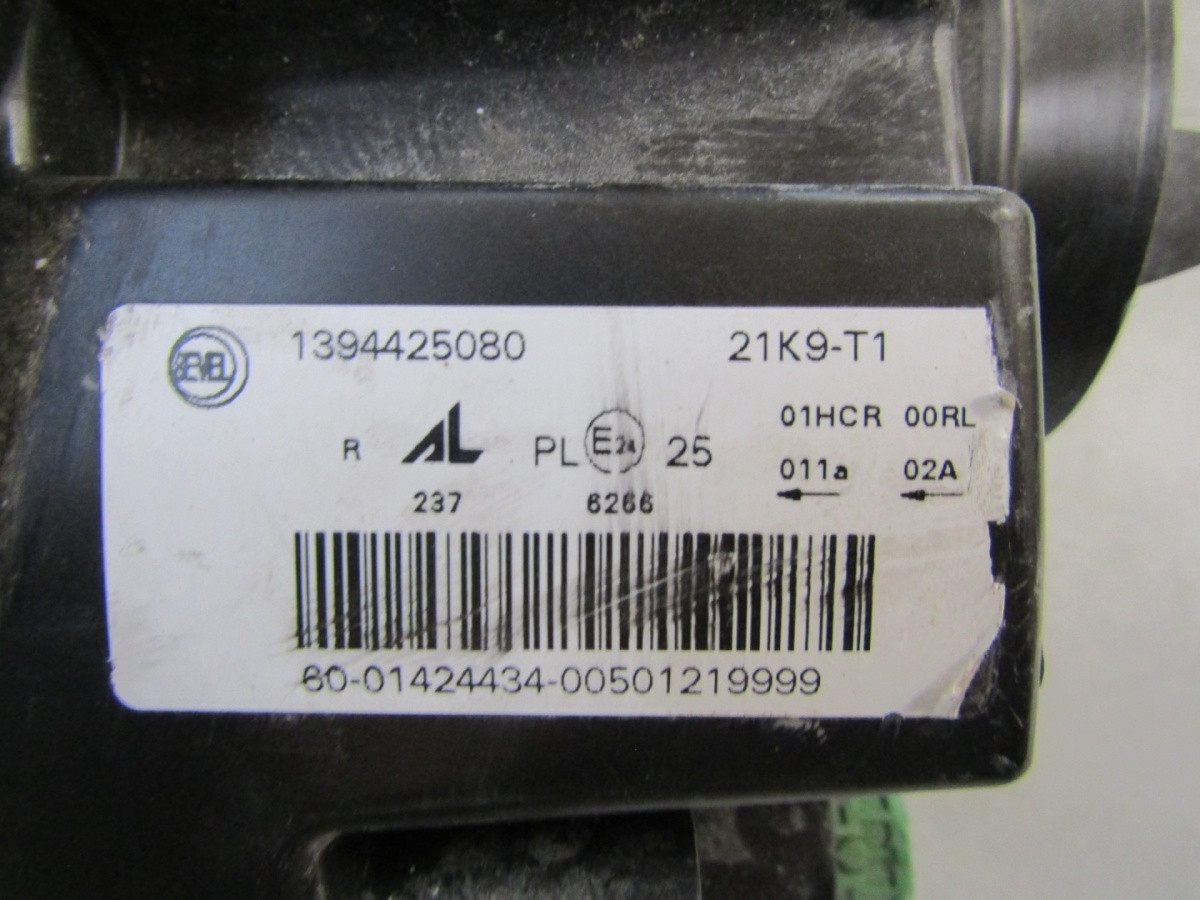 SEVEL 1394425080 21K9-T1
01HCR 00RL
R AL PL E24 25
011a 02A
237 6266
60-01424434-00501219999